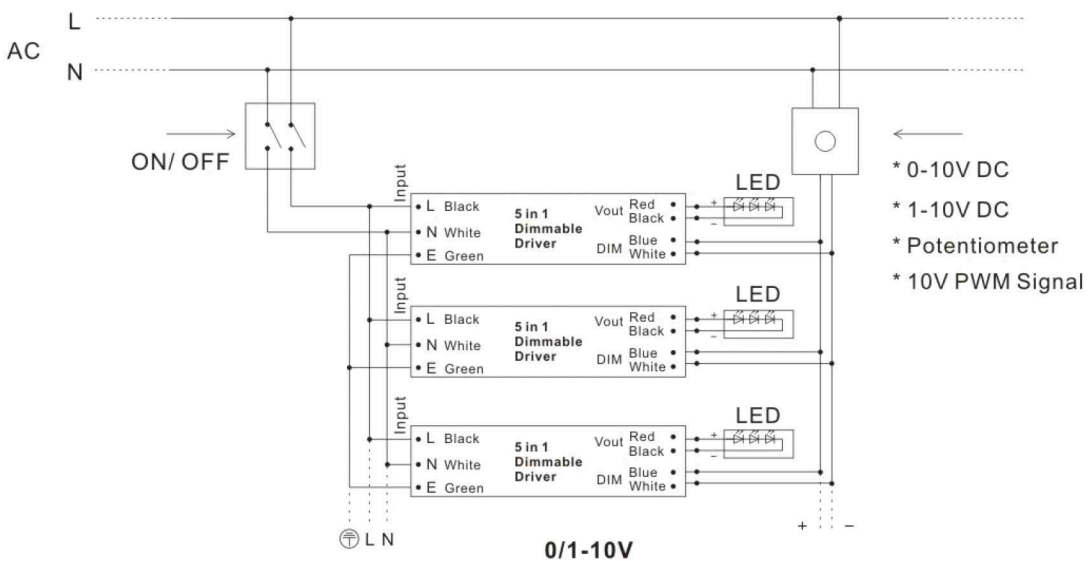 L
AC
N
ON/ OFF
* 0-10V DC
* 1-10V DC
* Potentiometer
* 10V PWM Signal
Input
L Black
N White
E Green
5 in 1
Dimmable
Driver
Vout Red
Black
DIM Blue
White
LED
+
−
Input
L Black
N White
E Green
5 in 1
Dimmable
Driver
Vout Red
Black
DIM Blue
White
LED
+
−
Input
L Black
N White
E Green
5 in 1
Dimmable
Driver
Vout Red
Black
DIM Blue
White
LED
+
−
L N
+ −
0/1-10V